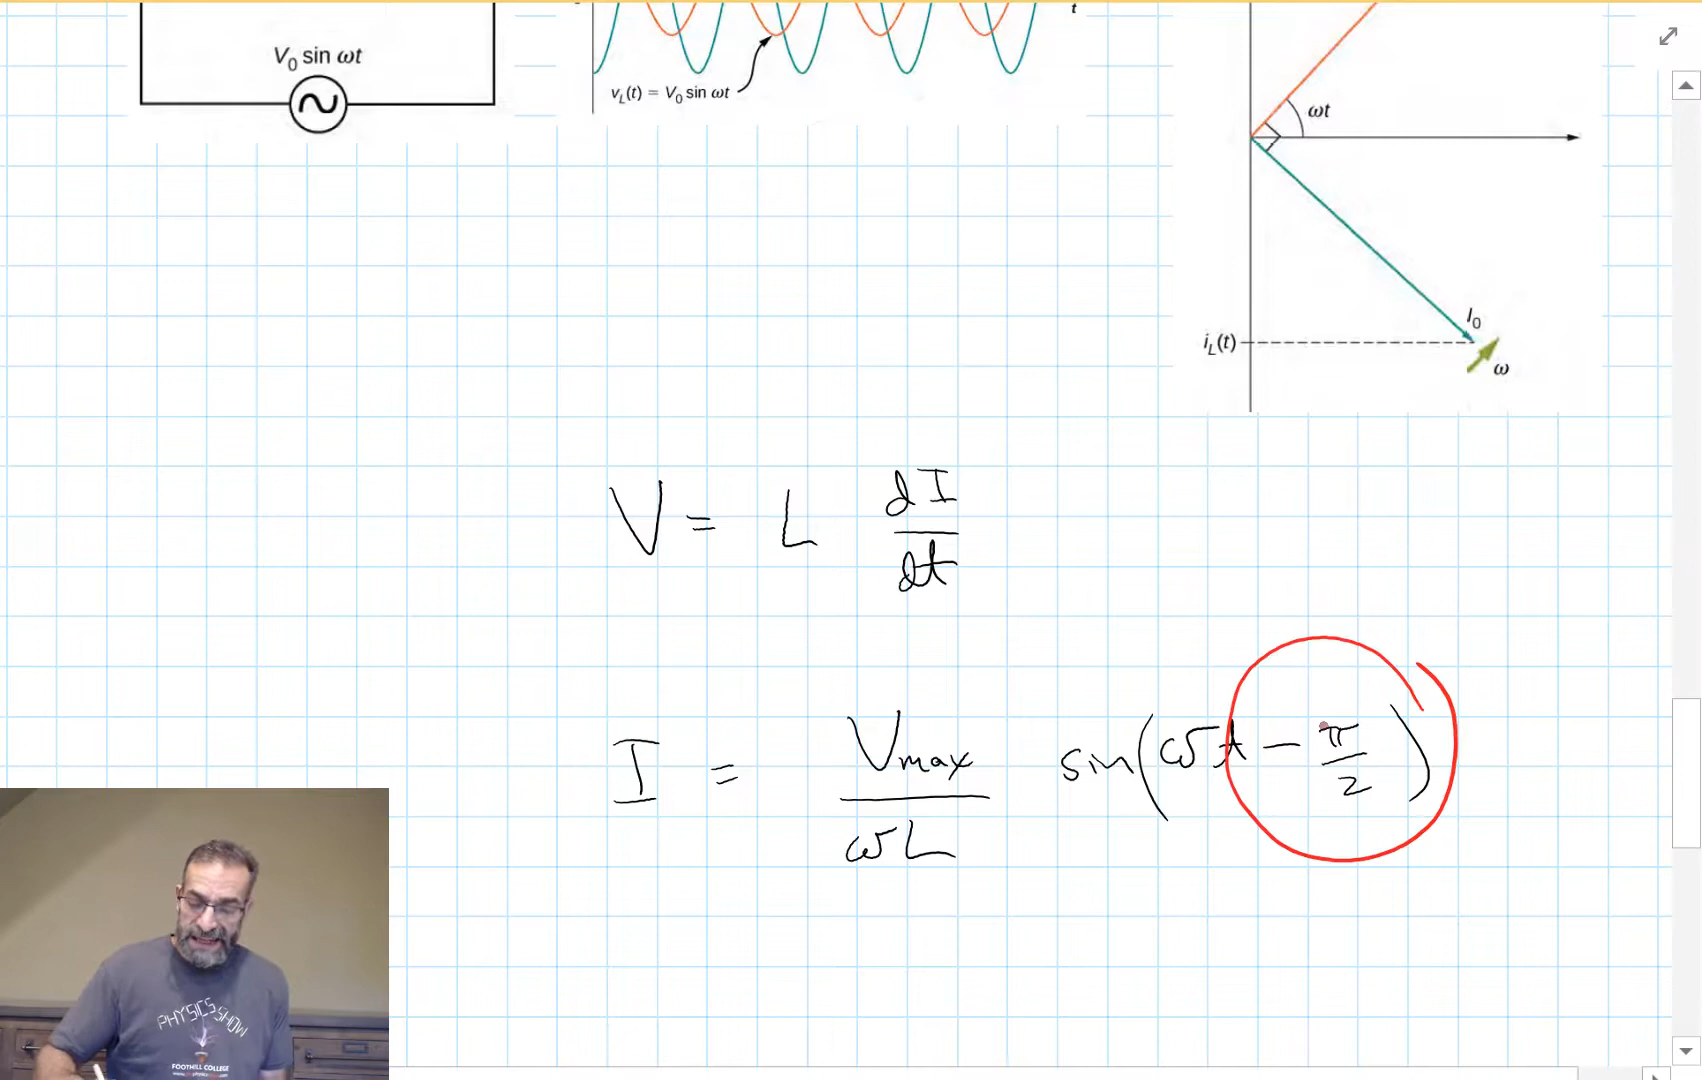 V₀ sin ωt
t
v_L(t) = V₀ sin ωt
ωt
I₀
i_L(t)
ω
V = L dI/dt
I = Vmax/ωL sin(ωt − π/2)
PHYSICS SHOW
FOOTHILL COLLEGE